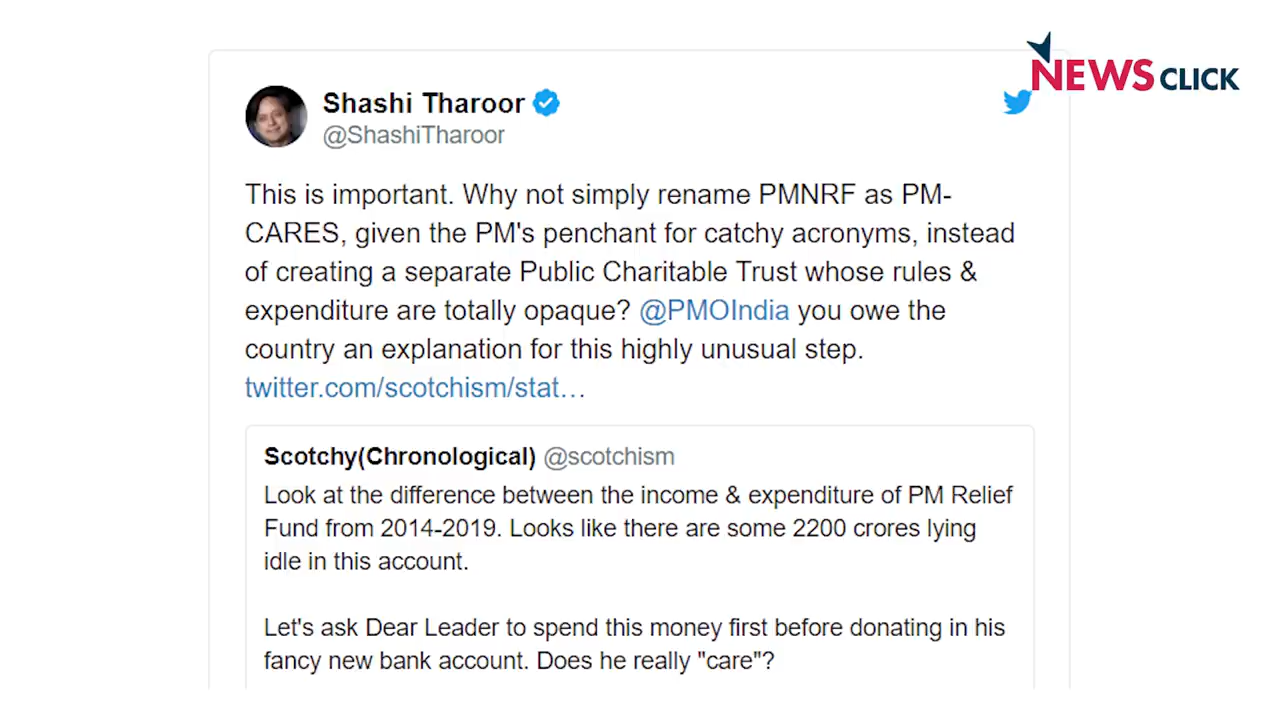 NEWS CLICK
Shashi Tharoor
@ShashiTharoor
This is important. Why not simply rename PMNRF as PM-
CARES, given the PM's penchant for catchy acronyms, instead
of creating a separate Public Charitable Trust whose rules &
expenditure are totally opaque? @PMOIndia you owe the
country an explanation for this highly unusual step.
twitter.com/scotchism/stat…
Scotchy(Chronological) @scotchism
Look at the difference between the income & expenditure of PM Relief
Fund from 2014-2019. Looks like there are some 2200 crores lying
idle in this account.
Let's ask Dear Leader to spend this money first before donating in his
fancy new bank account. Does he really "care"?